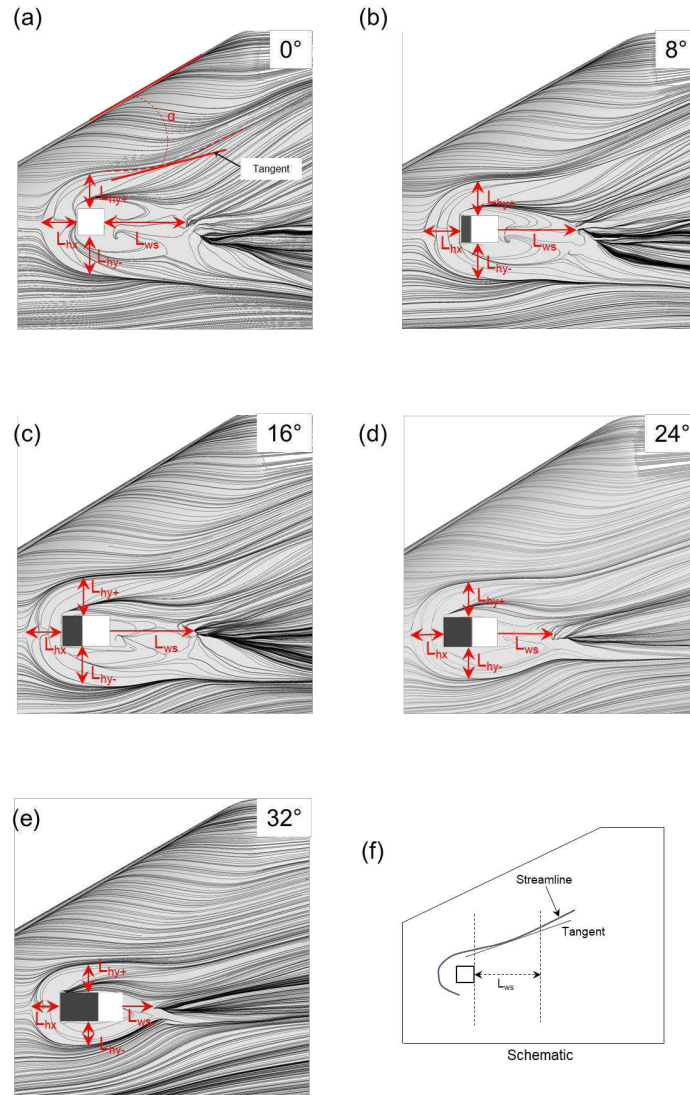 (a)
0°
α
Tangent
Lhy+
Lhx
Lws
Lhy-
(b)
8°
Lhy+
Lhx
Lws
Lhy-
(c)
16°
Lhy+
Lhx
Lws
Lhy-
(d)
24°
Lhy+
Lhx
Lws
Lhy-
(e)
32°
Lhy+
Lhx
Lws
Lhy-
(f)
Streamline
Tangent
Lws
Schematic